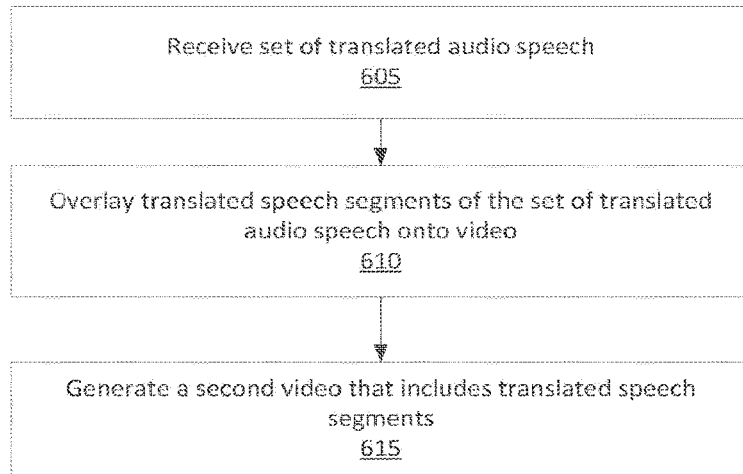 Receive set of translated audio speech
605
Overlay translated speech segments of the set of translated
audio speech onto video
610
Generate a second video that includes translated speech
segments
615